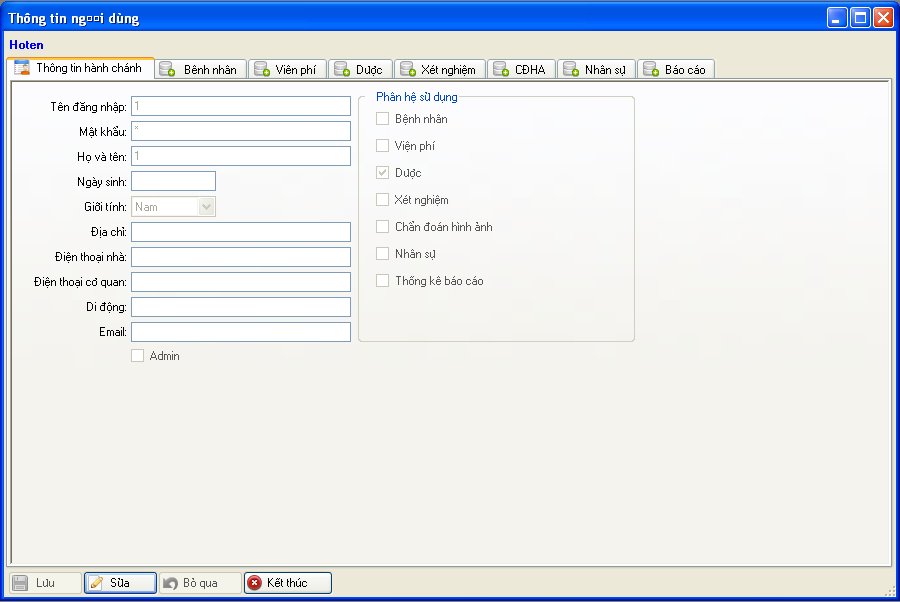 Thông tin ng¤¤i dùng
Hoten
Thông tin hành chánh Bệnh nhân Viện phí Dược Xét nghiệm CĐHA Nhân sự Báo cáo
Tên đăng nhập: 1
Mật khẩu: *
Họ và tên: 1
Ngày sinh:
Giới tính: Nam
Địa chỉ:
Điện thoại nhà:
Điện thoại cơ quan:
Di động:
Email:
Admin
Phân hệ sử dụng
Bệnh nhân
Viện phí
Dược
Xét nghiệm
Chẩn đoán hình ảnh
Nhân sự
Thống kê báo cáo
Lưu Sửa Bỏ qua Kết thúc